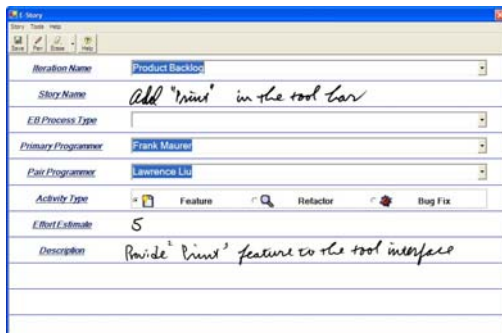 E-Story
Story Tools Help
Save Pen Erase Help
Iteration Name Product Backlog
Story Name add "Print" in the tool bar
EB Process Type
Primary Programmer Frank Maurer
Pair Programmer Lawrence Liu
Activity Type Feature Refactor Bug Fix
Effort Estimate 5
Description Provide "Print" feature to the tool interface